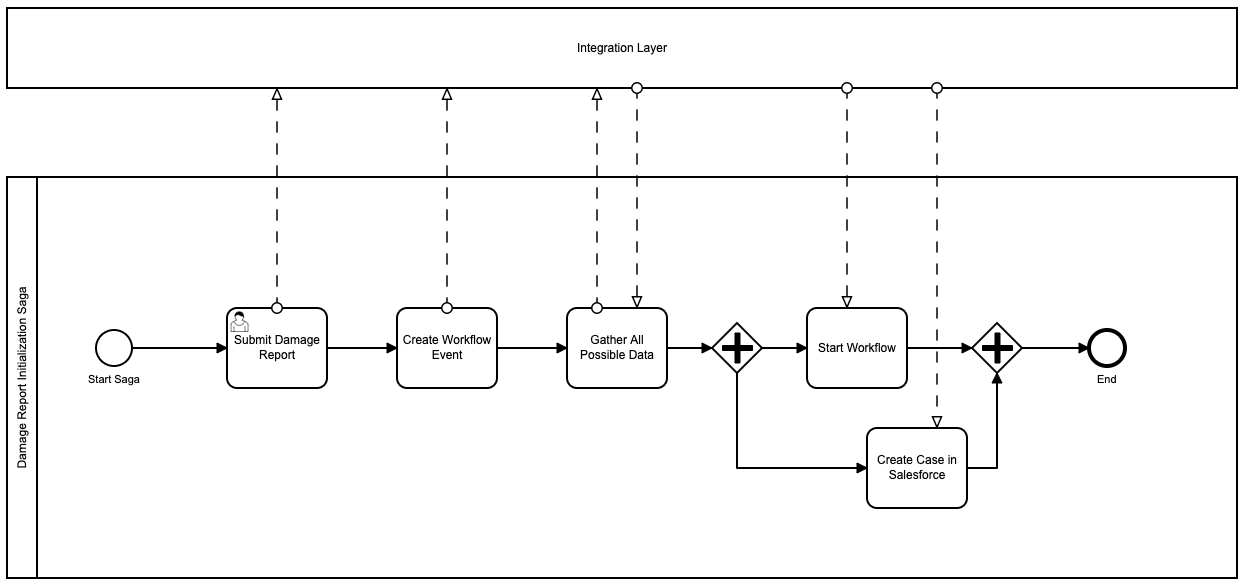 Integration Layer
Damage Report Initialization Saga
Start Saga
Submit Damage
Report
Create Workflow
Event
Gather All
Possible Data
Start Workflow
Create Case in
Salesforce
End